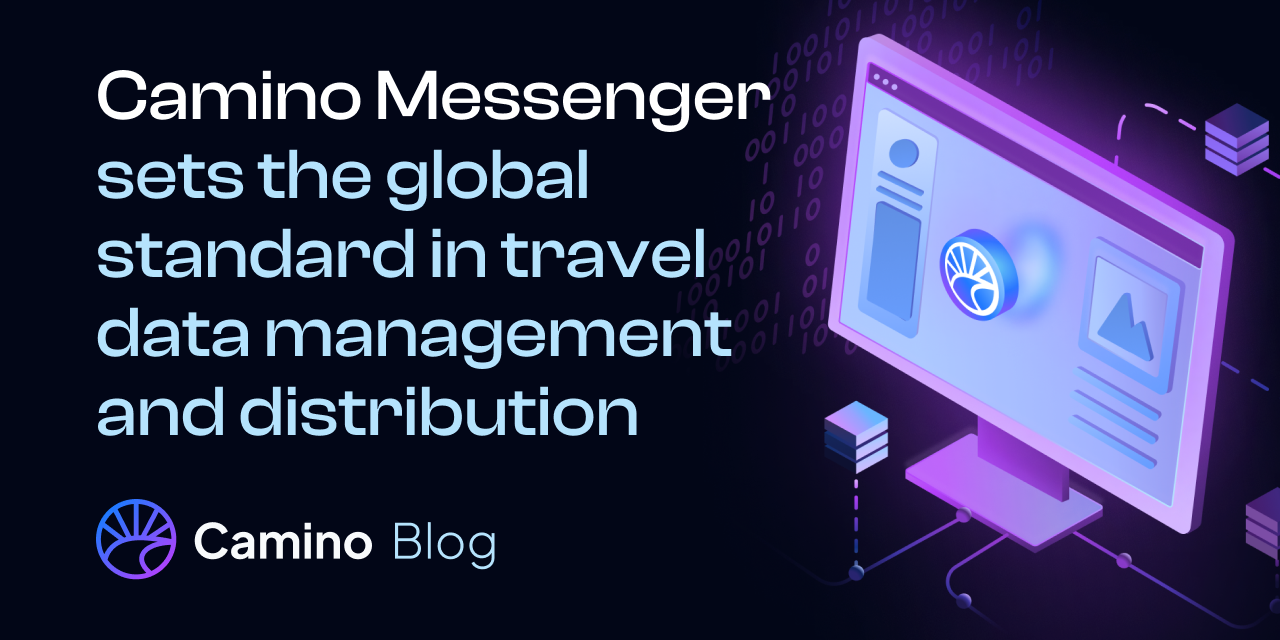 Camino Messenger
sets the global
standard in travel
data management
and distribution
Camino Blog